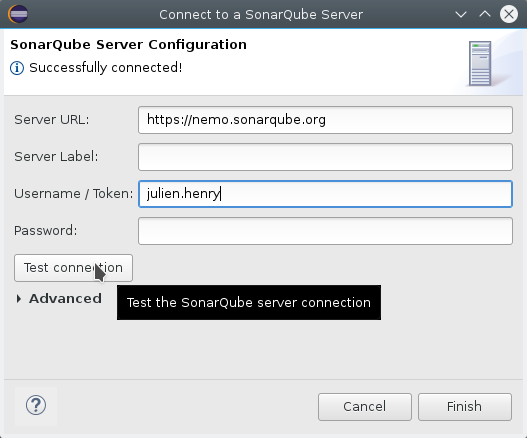 Connect to a SonarQube Server
SonarQube Server Configuration
Successfully connected!
Server URL: https://nemo.sonarqube.org
Server Label:
Username / Token: julien.henry
Password:
Test connection
Advanced
Test the SonarQube server connection
? Cancel Finish